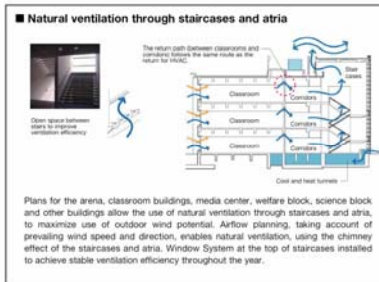 ■ Natural ventilation through staircases and atria
The return path (between classrooms and
corridors) follows the same route as the
return for HVAC.
Stair
cases
Classroom
Corridors
Classroom
Corridors
Classroom
Corridors
Open space between
stairs to improve
ventilation efficiency
Cool and heat tunnels
Plans for the arena, classroom buildings, media center, welfare block, science block
and other buildings allow the use of natural ventilation through staircases and atria,
to maximize use of outdoor wind potential. Airflow planning, taking account of
prevailing wind speed and direction, enables natural ventilation, using the chimney
effect of the staircases and atria. Window System at the top of staircases installed
to achieve stable ventilation efficiency throughout the year.